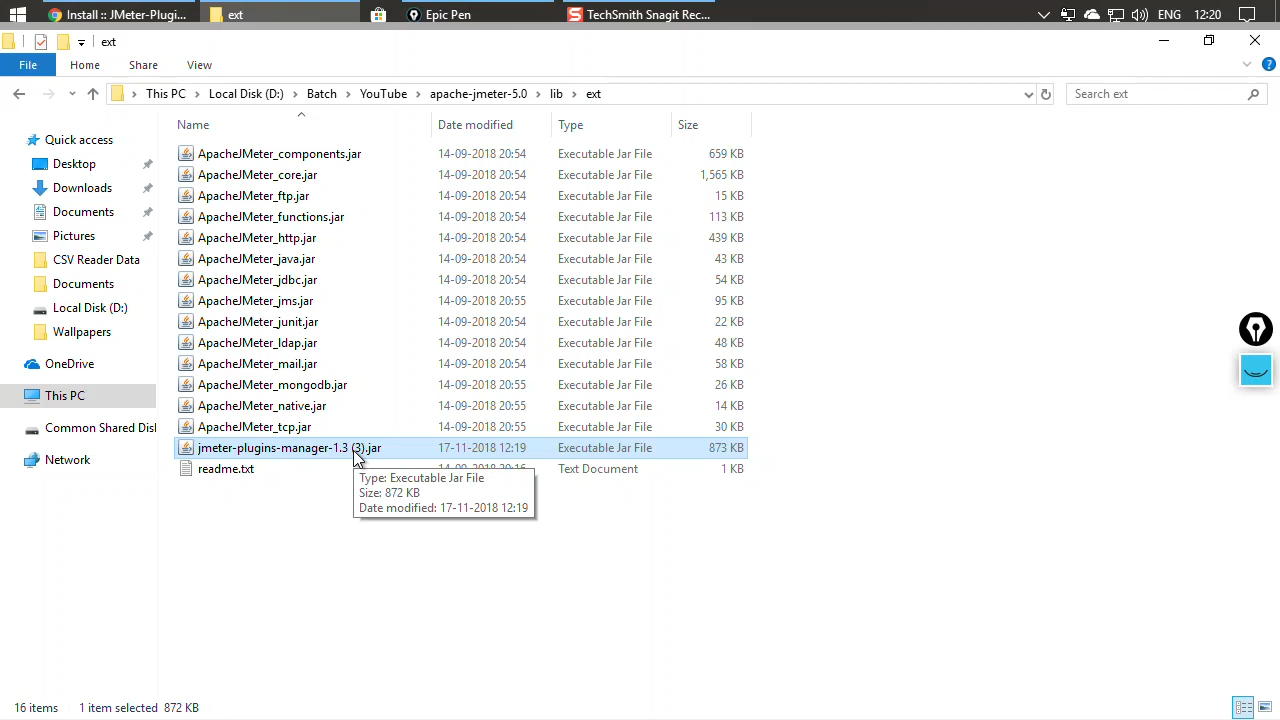 Install :: JMeter-Plugi...
ext
Epic Pen
TechSmith Snagit Rec...
ENG
12:20
ext
File
Home
Share
View
This PC
Local Disk (D:)
Batch
YouTube
apache-jmeter-5.0
lib
ext
Search ext
Quick access
Desktop
Downloads
Documents
Pictures
CSV Reader Data
Documents
Local Disk (D:)
Wallpapers
OneDrive
This PC
Common Shared Disl
Network
Name Date modified Type Size
ApacheJMeter_components.jar 14-09-2018 20:54 Executable Jar File 659 KB
ApacheJMeter_core.jar 14-09-2018 20:54 Executable Jar File 1,565 KB
ApacheJMeter_ftp.jar 14-09-2018 20:54 Executable Jar File 15 KB
ApacheJMeter_functions.jar 14-09-2018 20:54 Executable Jar File 113 KB
ApacheJMeter_http.jar 14-09-2018 20:54 Executable Jar File 439 KB
ApacheJMeter_java.jar 14-09-2018 20:54 Executable Jar File 43 KB
ApacheJMeter_jdbc.jar 14-09-2018 20:54 Executable Jar File 54 KB
ApacheJMeter_jms.jar 14-09-2018 20:55 Executable Jar File 95 KB
ApacheJMeter_junit.jar 14-09-2018 20:54 Executable Jar File 22 KB
ApacheJMeter_ldap.jar 14-09-2018 20:54 Executable Jar File 48 KB
ApacheJMeter_mail.jar 14-09-2018 20:54 Executable Jar File 58 KB
ApacheJMeter_mongodb.jar 14-09-2018 20:55 Executable Jar File 26 KB
ApacheJMeter_native.jar 14-09-2018 20:55 Executable Jar File 14 KB
ApacheJMeter_tcp.jar 14-09-2018 20:55 Executable Jar File 30 KB
jmeter-plugins-manager-1.3 (3).jar 17-11-2018 12:19 Executable Jar File 873 KB
readme.txt Text Document 1 KB
Type: Executable Jar File
Size: 872 KB
Date modified: 17-11-2018 12:19
16 items 1 item selected 872 KB